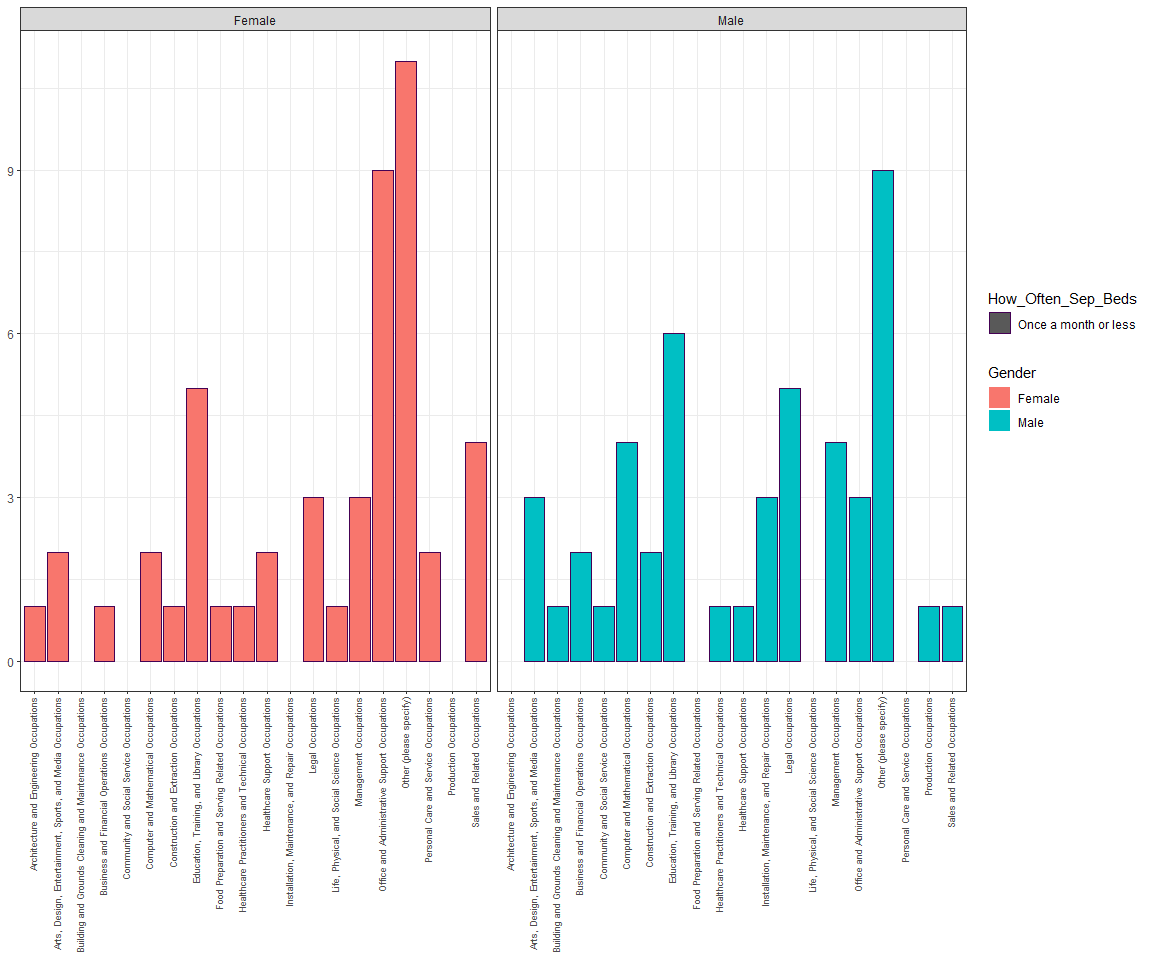 Female
Male
9
6
3
0
How_Often_Sep_Beds
Once a month or less
Gender
Female
Male
Architecture and Engineering Occupations
Arts, Design, Entertainment, Sports, and Media Occupations
Building and Grounds Cleaning and Maintenance Occupations
Business and Financial Operations Occupations
Community and Social Service Occupations
Computer and Mathematical Occupations
Construction and Extraction Occupations
Education, Training, and Library Occupations
Food Preparation and Serving Related Occupations
Healthcare Practitioners and Technical Occupations
Healthcare Support Occupations
Installation, Maintenance, and Repair Occupations
Legal Occupations
Life, Physical, and Social Science Occupations
Management Occupations
Office and Administrative Support Occupations
Other (please specify)
Personal Care and Service Occupations
Production Occupations
Sales and Related Occupations
Architecture and Engineering Occupations
Arts, Design, Entertainment, Sports, and Media Occupations
Building and Grounds Cleaning and Maintenance Occupations
Business and Financial Operations Occupations
Community and Social Service Occupations
Computer and Mathematical Occupations
Construction and Extraction Occupations
Education, Training, and Library Occupations
Food Preparation and Serving Related Occupations
Healthcare Practitioners and Technical Occupations
Healthcare Support Occupations
Installation, Maintenance, and Repair Occupations
Legal Occupations
Life, Physical, and Social Science Occupations
Management Occupations
Office and Administrative Support Occupations
Other (please specify)
Personal Care and Service Occupations
Production Occupations
Sales and Related Occupations